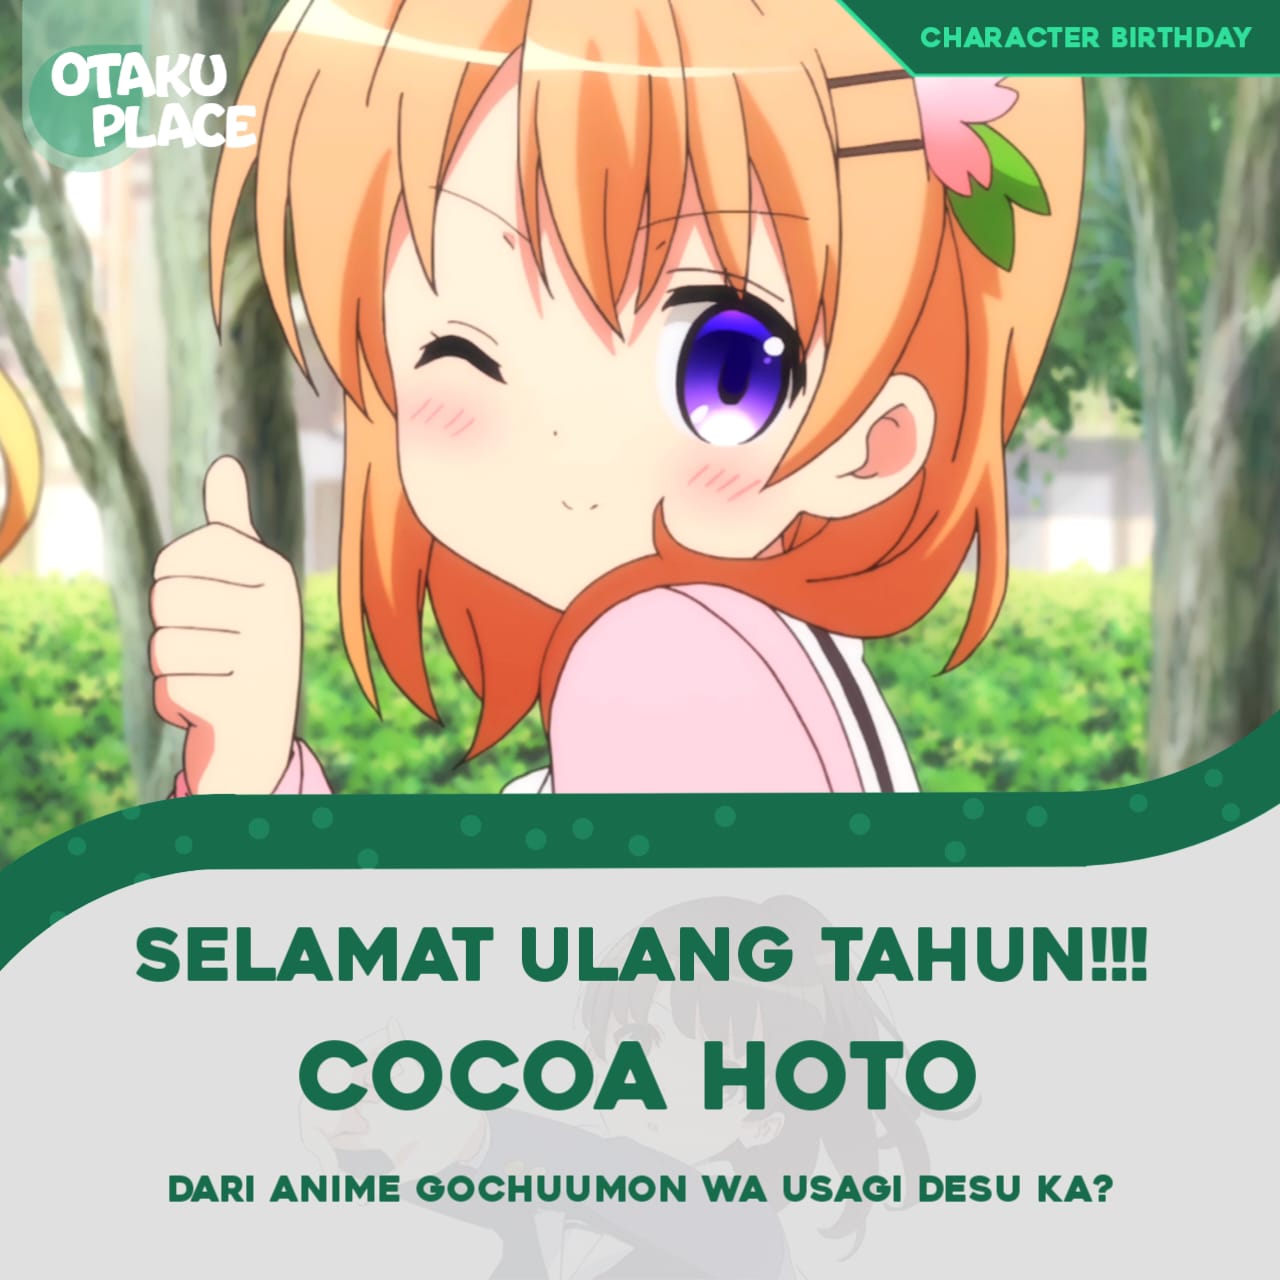 OTAKU
PLACE
CHARACTER BIRTHDAY
SELAMAT ULANG TAHUN!!!
COCOA HOTO
DARI ANIME GOCHUUMON WA USAGI DESU KA?